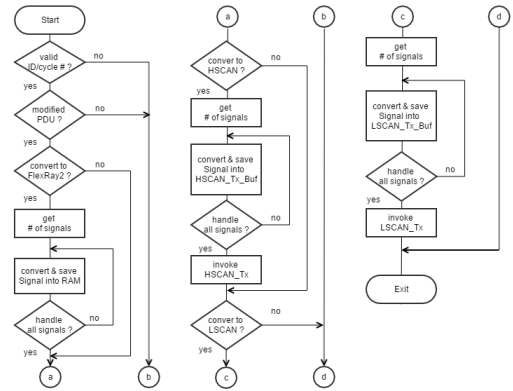 Start
valid
ID/cycle # ?
no
yes
modified
PDU ?
no
yes
convert to
FlexRay2 ?
no
yes
get
# of signals
convert & save
Signal into RAM
handle
all signals ?
no
yes
a
b
a
b
conver to
HSCAN ?
no
yes
get
# of signals
convert & save
Signal into
HSCAN_Tx_Buf
handle
all signals ?
no
yes
invoke
HSCAN_Tx
conver to
LSCAN ?
no
yes
c
d
c
d
get
# of signals
convert & save
Signal into
LSCAN_Tx_Buf
handle
all signals ?
no
yes
invoke
LSCAN_Tx
Exit